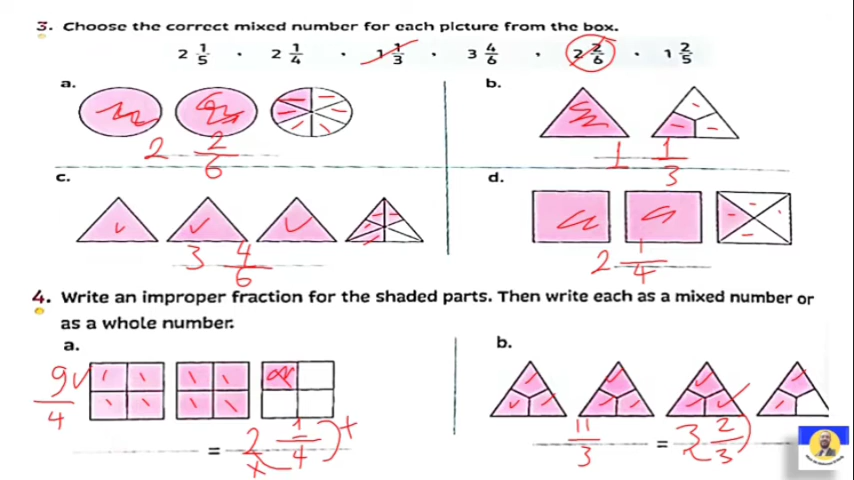 3. Choose the correct mixed number for each picture from the box.
2 1/5 · 2 1/4 · 1 1/3 · 3 4/6 · 2 2/6 · 1 2/5
a.
2 2/6
b.
1 1/3
c.
3 4/6
d.
2 1/4
4. Write an improper fraction for the shaded parts. Then write each as a mixed number or
as a whole number.
a.
9/4 = 2 1/4
x +
b.
11/3 = 3 2/3